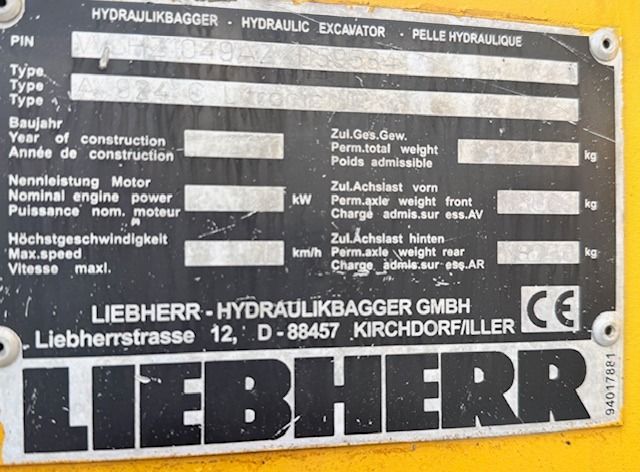 HYDRAULIKBAGGER - HYDRAULIC EXCAVATOR - PELLE HYDRAULIQUE
PIN
Type
Type
Type
A 924 C
Baujahr
Year of construction
Année de construction
Zul.Ges.Gew.
Perm.total weight
Poids admissible
kg
Nennleistung Motor
Nominal engine power
Puissance nom. moteur
kW
Zul.Achslast vorn
Perm.axle weight front
Charge admis.sur ess.AV
kg
Höchstgeschwindigkeit
Max.speed
Vitesse maxl.
km/h
Zul.Achslast hinten
Perm.axle weight rear
Charge admis.sur ess.AR
kg
LIEBHERR - HYDRAULIKBAGGER GMBH
Liebherrstrasse 12, D - 88457 KIRCHDORF/ILLER
CE
LIEBHERR
94017881